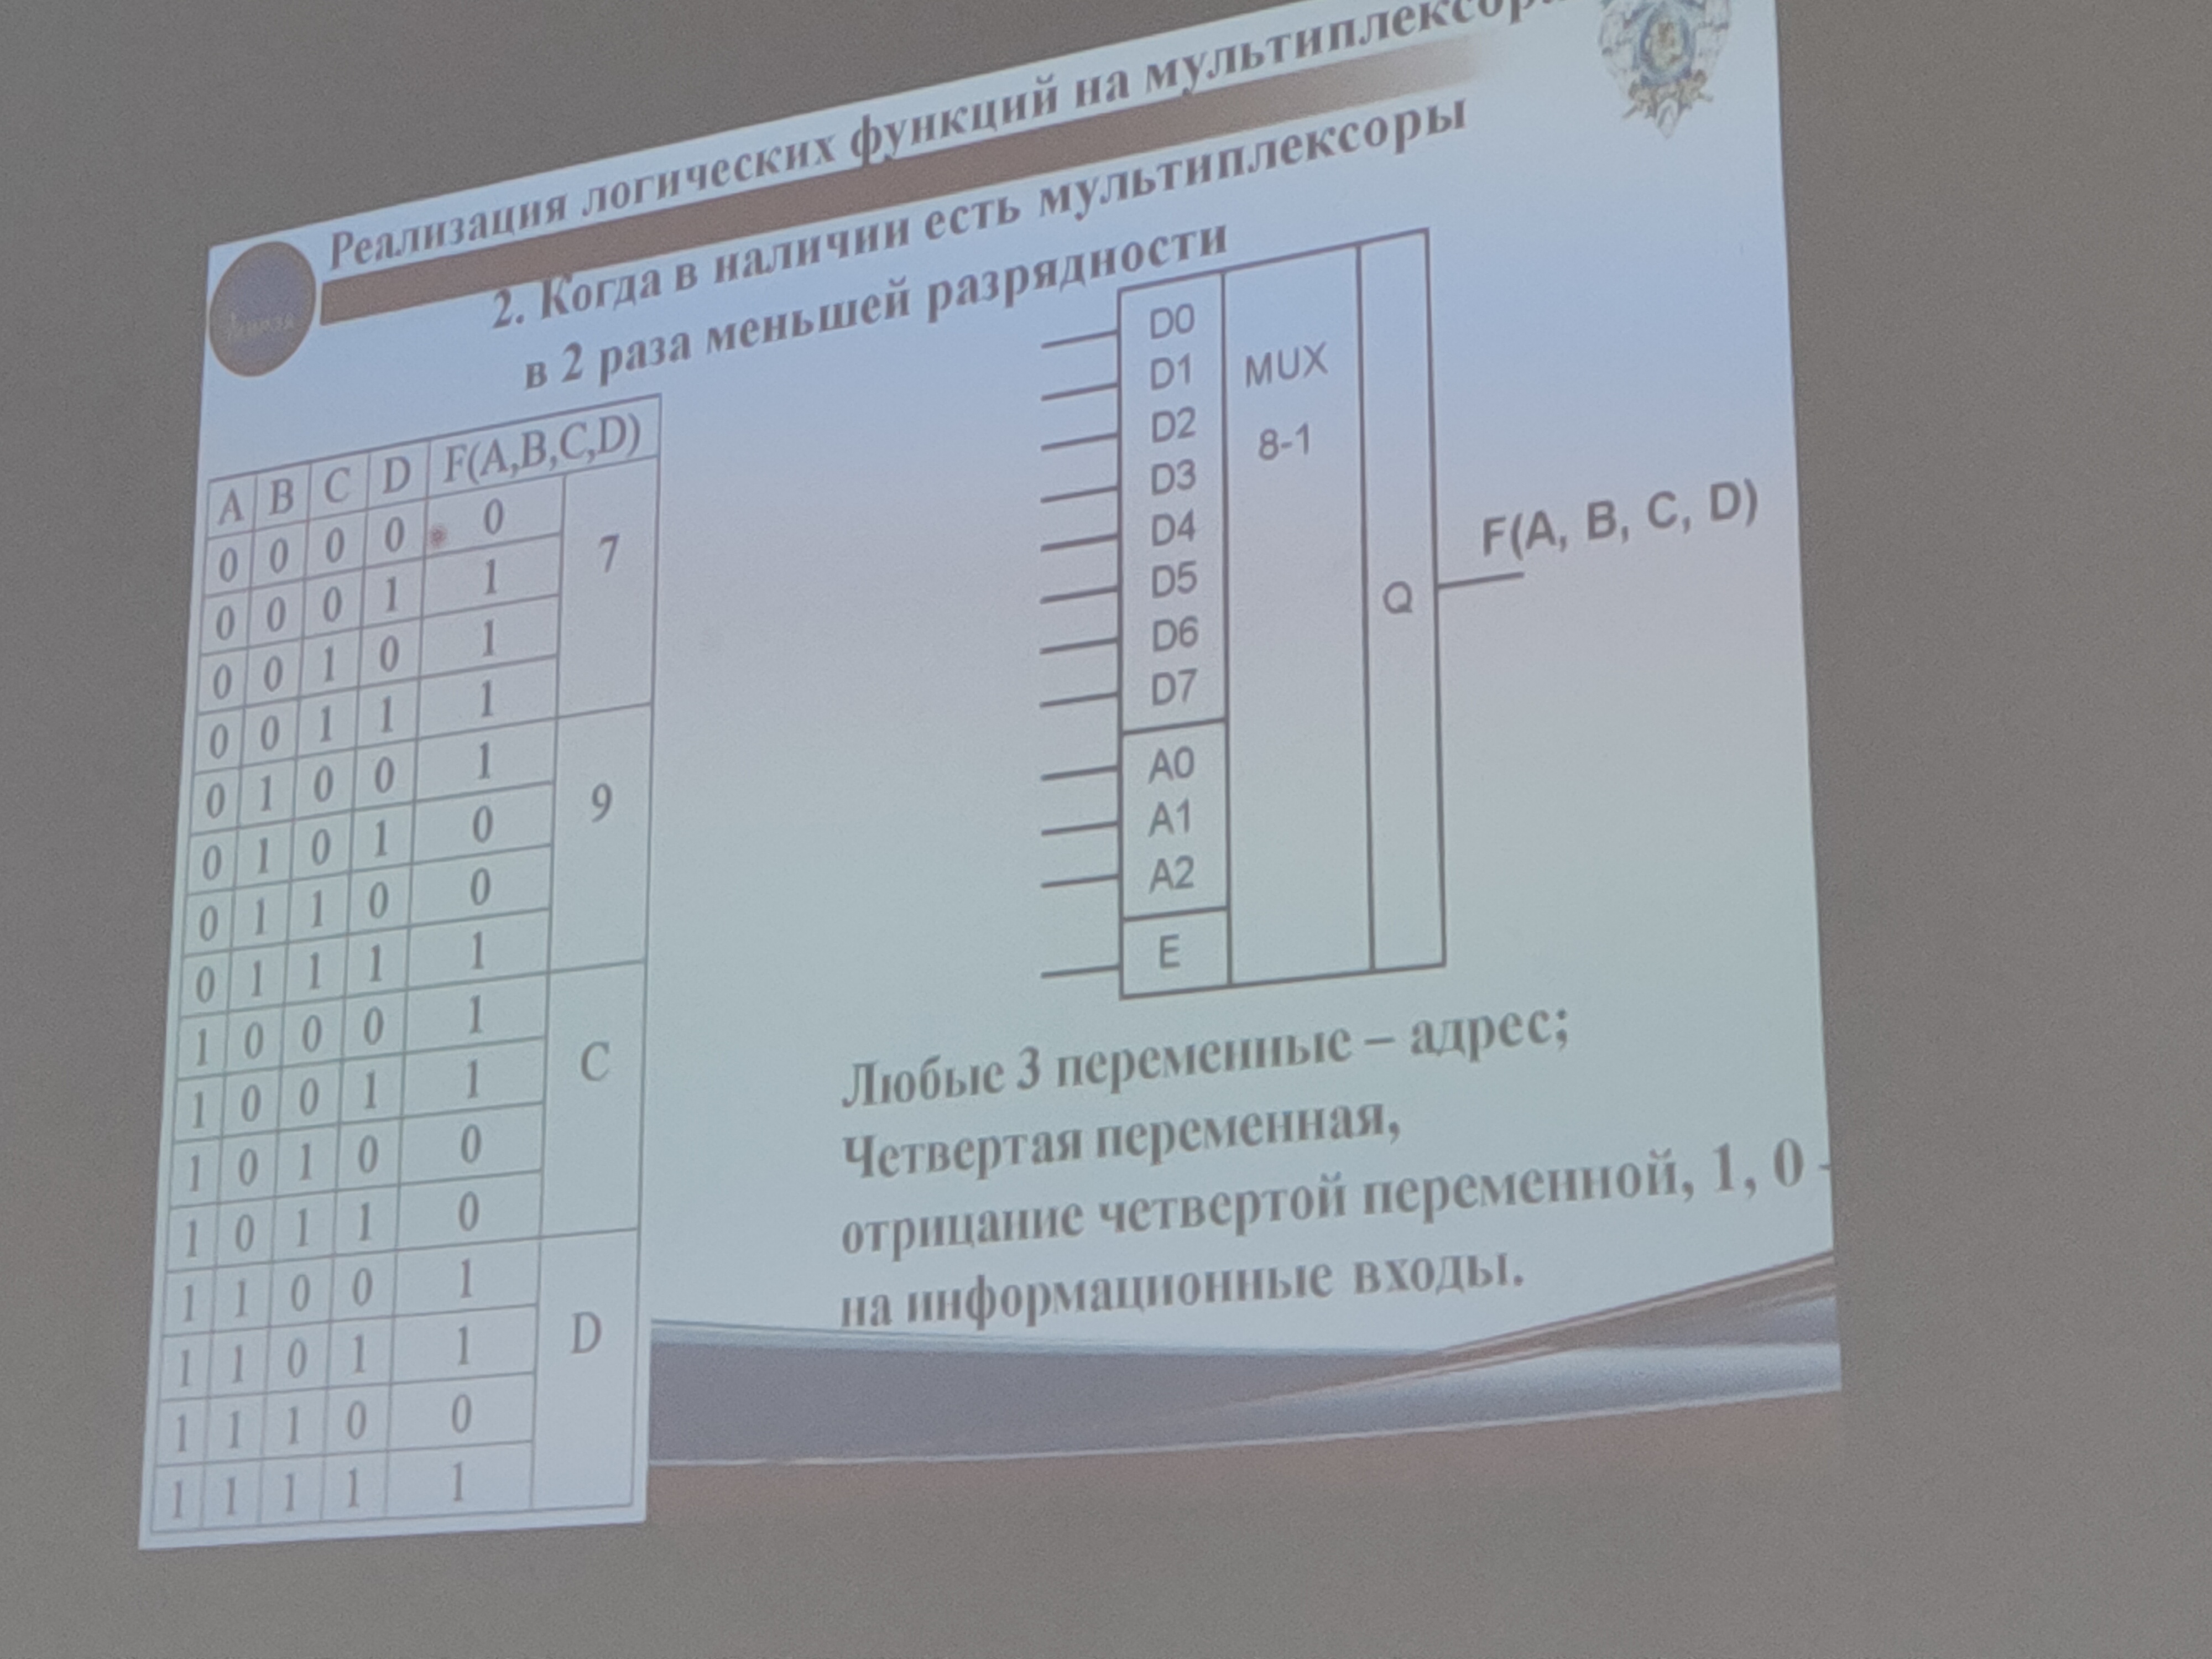 Реализация логических функций на мультиплексор
2. Когда в наличии есть мультиплексоры
в 2 раза меньшей разрядности
A B C D F(A,B,C,D)
0 0 0 0 0 7
0 0 0 1 1
0 0 1 0 1
0 0 1 1 1
0 1 0 0 1 9
0 1 0 1 0
0 1 1 0 0
0 1 1 1 1
1 0 0 0 1 C
1 0 0 1 1
1 0 1 0 0
1 0 1 1 0
1 1 0 0 1 D
1 1 0 1 1
1 1 1 0 0
1 1 1 1 1
D0
D1
D2
D3
D4
D5
D6
D7
A0
A1
A2
E
MUX
8-1
Q
F(A, B, C, D)
Любые 3 переменные – адрес;
Четвертая переменная,
отрицание четвертой переменной, 1, 0 -
на информационные входы.